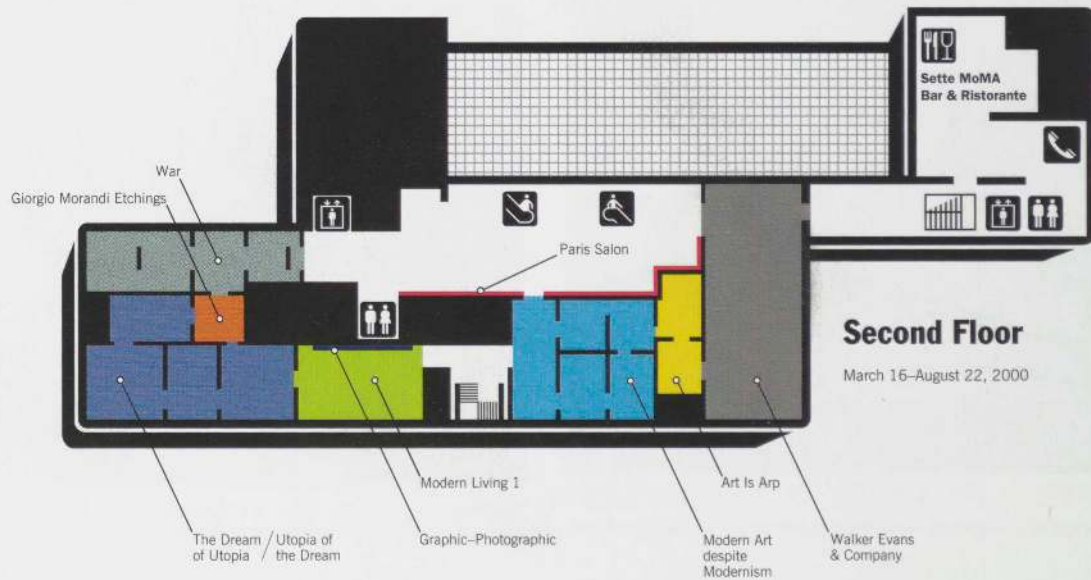 Sette MoMA
Bar & Ristorante
War
Giorgio Morandi Etchings
Paris Salon
Second Floor
March 16–August 22, 2000
Modern Living 1
Art Is Arp
The Dream
of Utopia / Utopia of
the Dream
Graphic–Photographic
Modern Art
despite
Modernism
Walker Evans
& Company